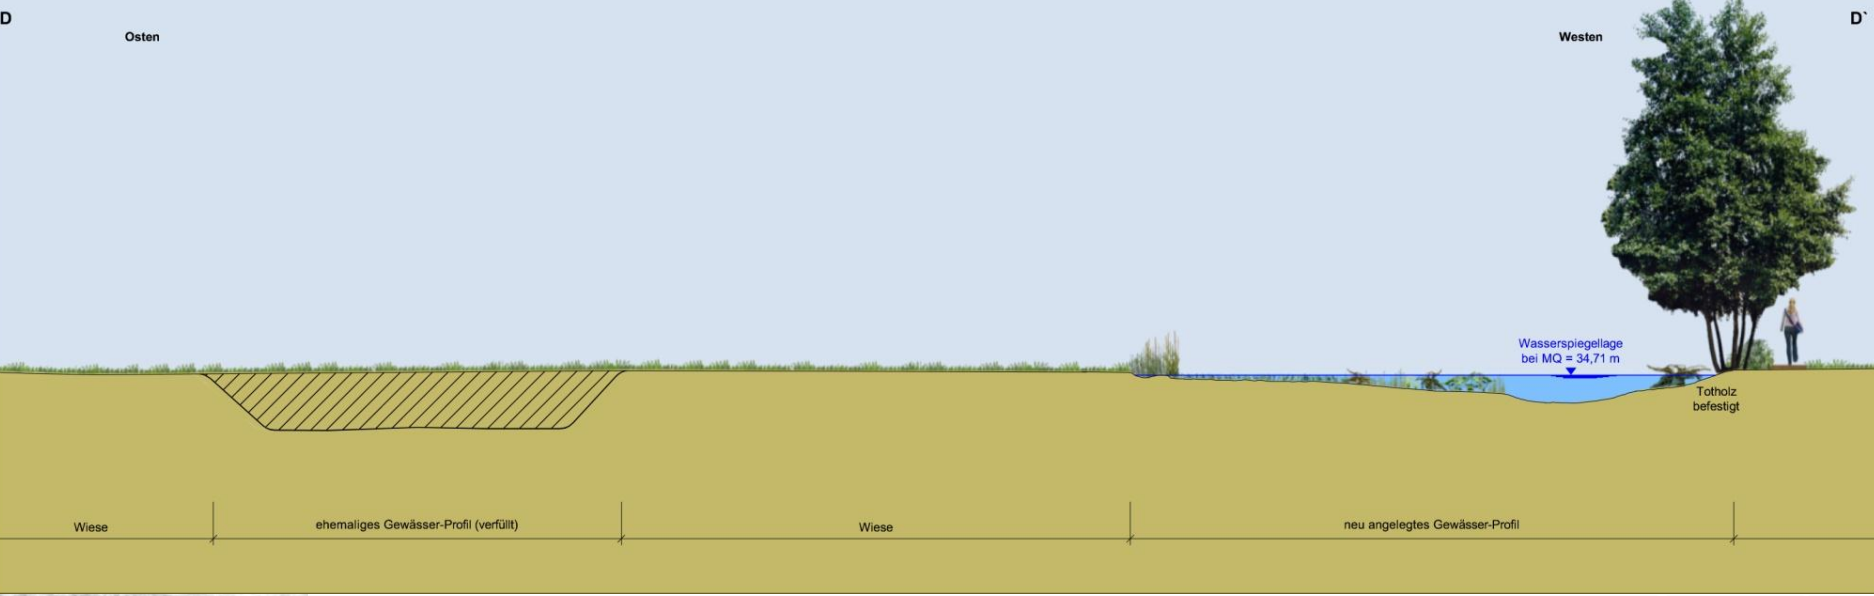 D
D`
Osten
Westen
Wasserspiegellage
bei MQ = 34,71 m
Totholz
befestigt
Wiese
ehemaliges Gewässer-Profil (verfüllt)
Wiese
neu angelegtes Gewässer-Profil